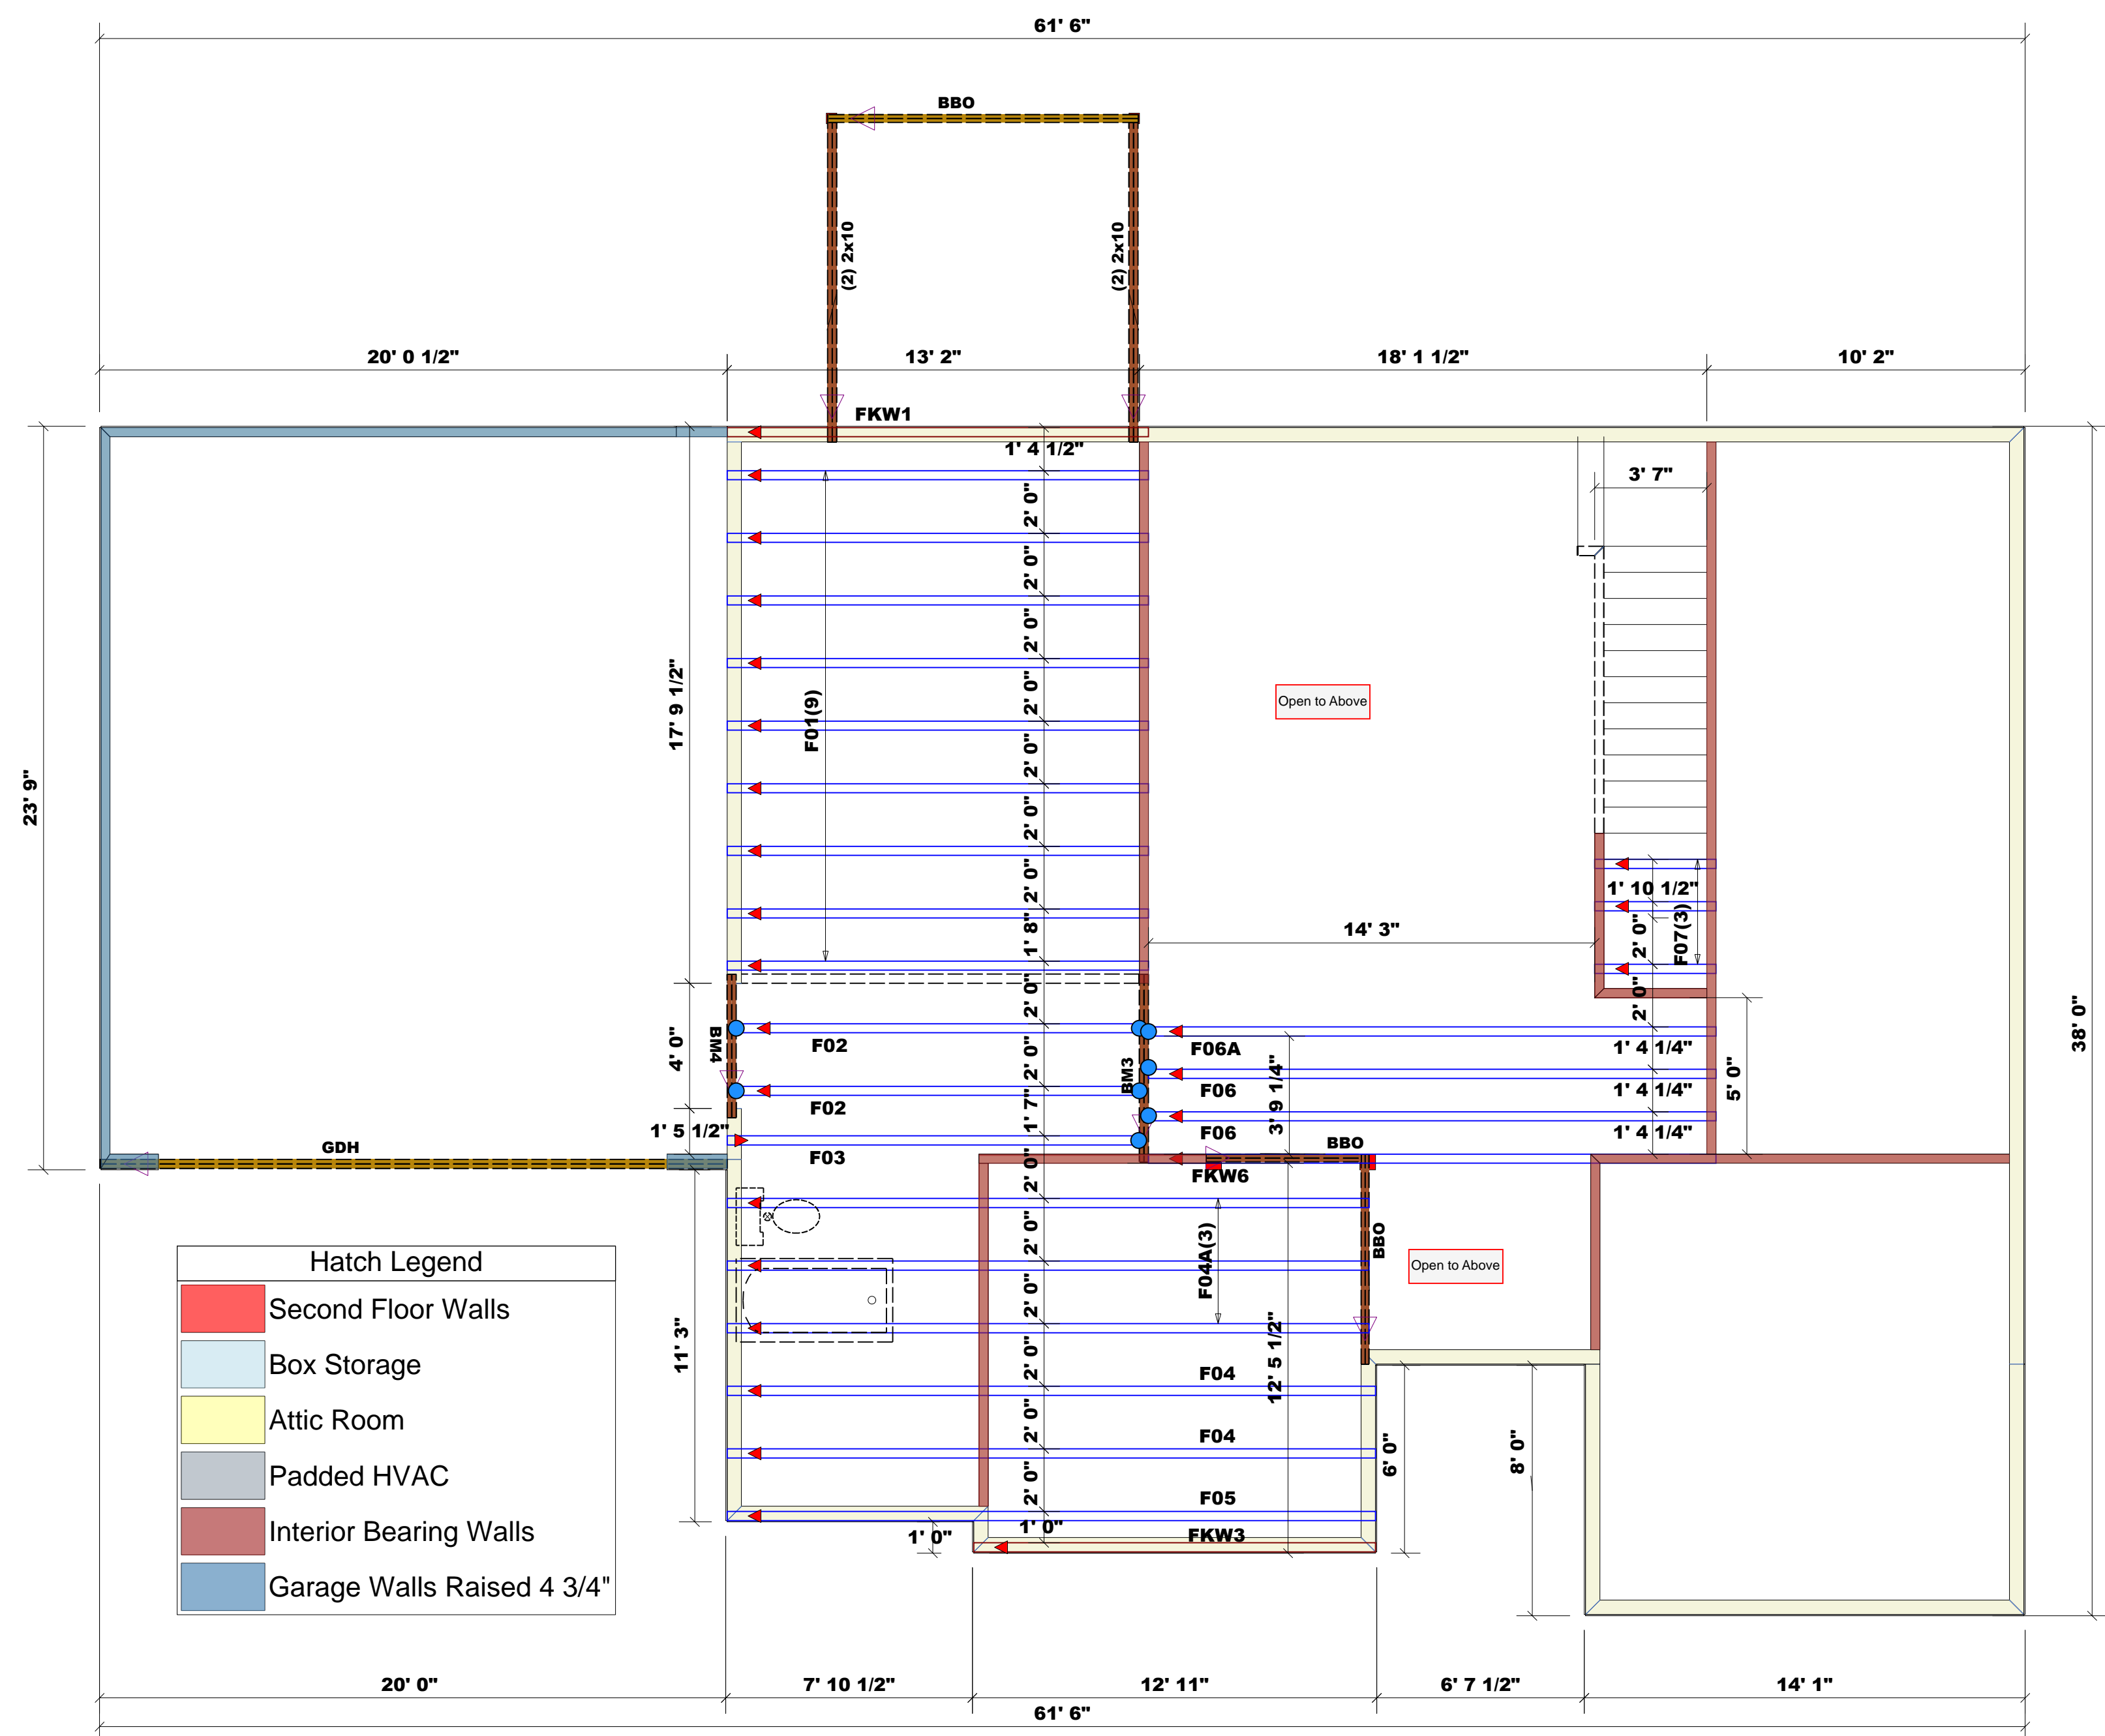 61' 6"
BBO
(2) 2x10
(2) 2x10
20' 0 1/2"
13' 2"
18' 1 1/2"
10' 2"
FKW1
1' 4 1/2"
3' 7"
2' 0"
2' 0"
2' 0"
2' 0"
2' 0"
2' 0"
2' 0"
1' 8"
2' 0"
2' 0"
1' 7"
2' 0"
2' 0"
2' 0"
2' 0"
2' 0"
2' 0"
1' 0"
17' 9 1/2"
F01(9)
Open to Above
23' 9"
38' 0"
1' 10 1/2"
F07(3)
2' 0"
2' 0"
14' 3"
4' 0"
BM4
BM3
F02
F02
F03
F06A
F06
F06
3' 9 1/4"
1' 4 1/4"
1' 4 1/4"
1' 4 1/4"
5' 0"
1' 5 1/2"
GDH
BBO
FKW6
BBO
F04A(3)
Open to Above
11' 3"
12' 5 1/2"
F04
F04
F05
FKW3
1' 0"
6' 0"
8' 0"
Hatch Legend
Second Floor Walls
Box Storage
Attic Room
Padded HVAC
Interior Bearing Walls
Garage Walls Raised 4 3/4"
20' 0"
7' 10 1/2"
12' 11"
6' 7 1/2"
14' 1"
61' 6"